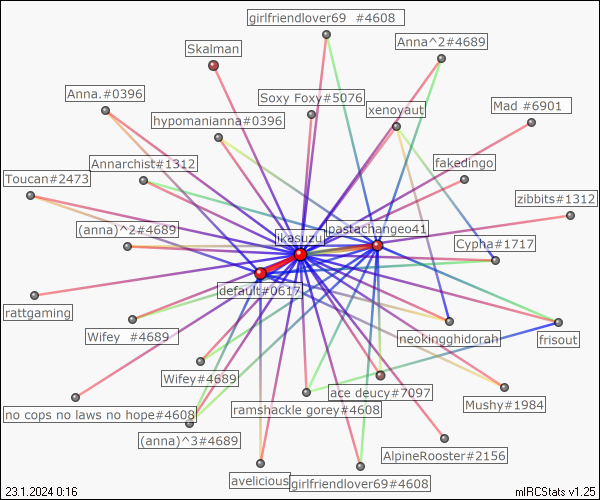 girlfriendlover69 #4608
Anna^2#4689
Skalman
Anna.#0396
Soxy Foxy#5076
Mad #6901
xenoyaut
hypomanianna#0396
Annarchist#1312
fakedingo
Toucan#2473
zibbits#1312
(anna)^2#4689
ikasuzu
pastachangeo41
Cypha#1717
default#0617
rattgaming
Wifey #4689
neokingghidorah
frisout
Wifey#4689
ace deucy#7097
Mushy#1984
no cops no laws no hope#4608
ramshackle gorey#4608
(anna)^3#4689
AlpineRooster#2156
avelicious
girlfriendlover69#4608
23.1.2024 0:16
mIRCStats v1.25